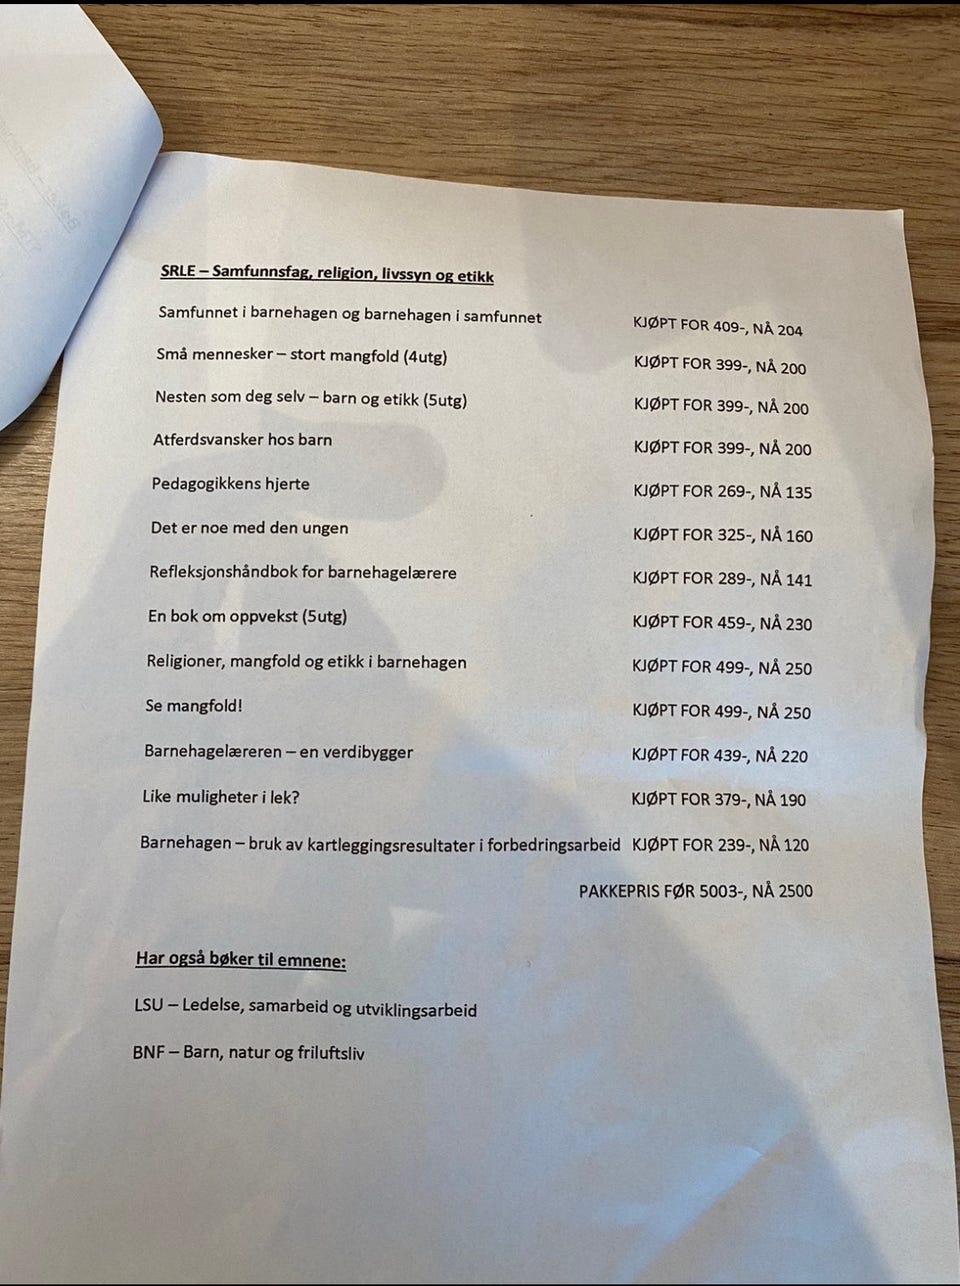 SRLE – Samfunnsfag, religion, livssyn og etikk
Samfunnet i barnehagen og barnehagen i samfunnet KJØPT FOR 409-, NÅ 204
Små mennesker – stort mangfold (4utg) KJØPT FOR 399-, NÅ 200
Nesten som deg selv – barn og etikk (5utg) KJØPT FOR 399-, NÅ 200
Atferdsvansker hos barn KJØPT FOR 399-, NÅ 200
Pedagogikkens hjerte KJØPT FOR 269-, NÅ 135
Det er noe med den ungen KJØPT FOR 325-, NÅ 160
Refleksjonshåndbok for barnehagelærere KJØPT FOR 289-, NÅ 141
En bok om oppvekst (5utg) KJØPT FOR 459-, NÅ 230
Religioner, mangfold og etikk i barnehagen KJØPT FOR 499-, NÅ 250
Se mangfold! KJØPT FOR 499-, NÅ 250
Barnehagelæreren – en verdibygger KJØPT FOR 439-, NÅ 220
Like muligheter i lek? KJØPT FOR 379-, NÅ 190
Barnehagen – bruk av kartleggingsresultater i forbedringsarbeid KJØPT FOR 239-, NÅ 120
PAKKEPRIS FØR 5003-, NÅ 2500
Har også bøker til emnene:
LSU – Ledelse, samarbeid og utviklingsarbeid
BNF – Barn, natur og friluftsliv